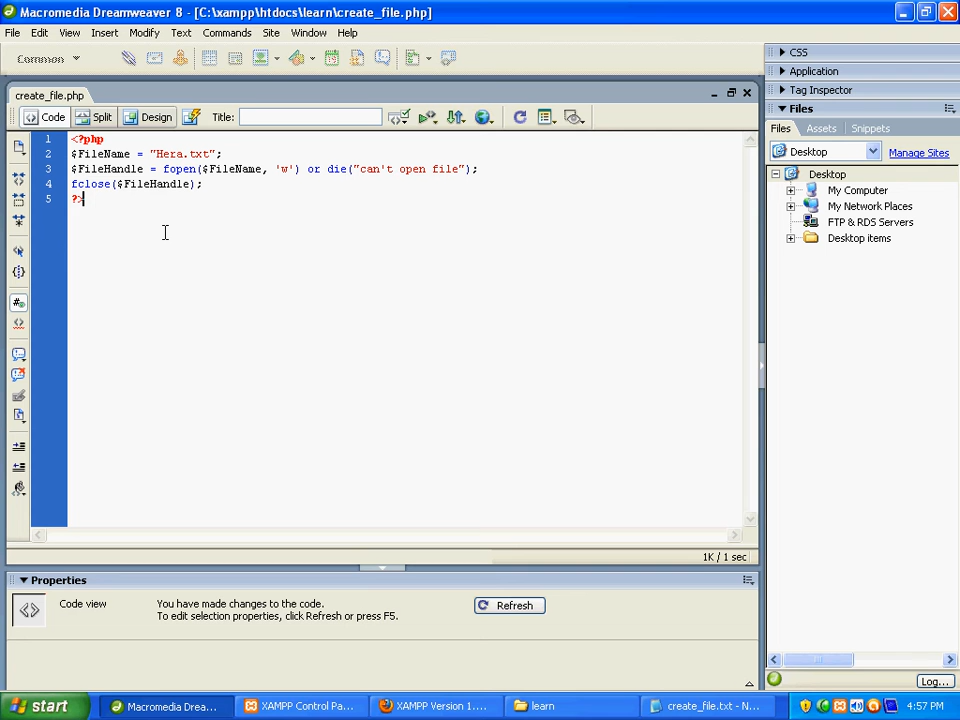 Macromedia Dreamweaver 8 - [C:\xampp\htdocs\learn\create_file.php]
File Edit View Insert Modify Text Commands Site Window Help
Common
CSS
Application
Tag Inspector
Files
Files Assets Snippets
Desktop Manage Sites
Desktop
My Computer
My Network Places
FTP & RDS Servers
Desktop items
Log...
create_file.php
Code Split Design Title:
1 <?php
2 $FileName = "Hera.txt";
3 $FileHandle = fopen($FileName, 'w') or die("can't open file");
4 fclose($FileHandle);
5 ?>
1K / 1 sec
Properties
Code view
You have made changes to the code.
To edit selection properties, click Refresh or press F5.
Refresh
start Macromedia Drea... XAMPP Control Pa... XAMPP Version 1.... learn create_file.txt - No... 4:57 PM